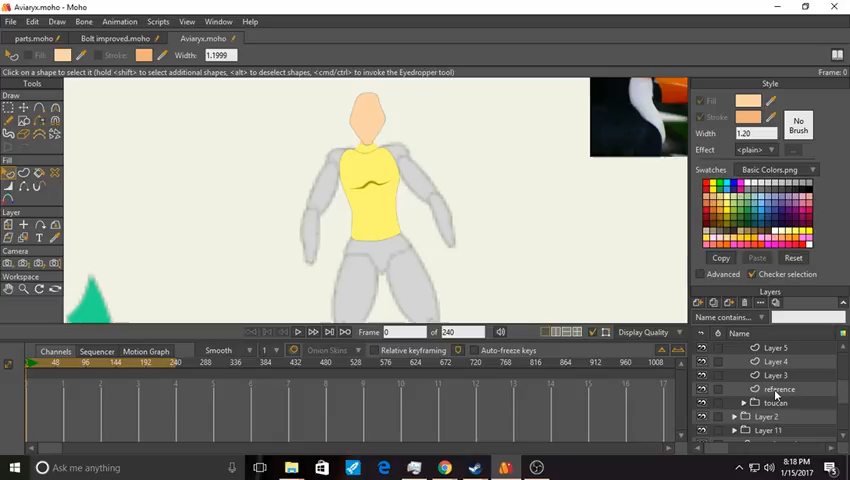 Aviaryx.moho - Moho
File Edit Draw Bone Animation Scripts View Window Help
parts.moho Bolt improved.moho Aviaryx.moho
Fill: Stroke: Width: 1.1999
Click on a shape to select it (hold <shift> to select additional shapes, <alt> to deselect shapes, <cmd/ctrl> to invoke the Eyedropper tool) Frame: 0
Tools
Draw
Fill
Layer
Camera
Workspace
Style
Fill
Stroke
No Brush
Width 1.20
Effect <plain> ...
Swatches Basic Colors.png
Copy Paste Reset
Advanced Checker selection
Layers
Name contains...
Name
Layer 5
Layer 4
Layer 3
reference
toucan
Layer 2
Layer 11
Frame 0 of 240 Display Quality
Channels Sequencer Motion Graph Smooth 1 Onion Skins Relative keyframing Auto-freeze keys
48 96 144 192 240 288 336 384 432 480 528 576 624 672 720 768 816
1 2 3 4 5 6 7 8 9 10 11 12 13 14 15 16 17
Ask me anything
8:18 PM
1/15/2017